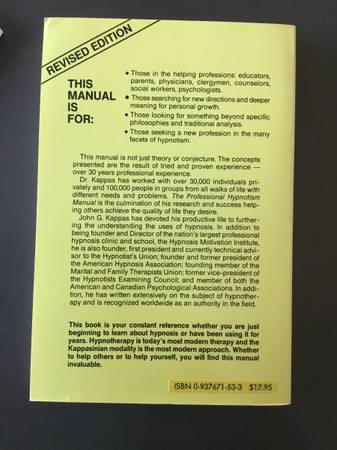 REVISED EDITION
THIS
MANUAL
IS
FOR:
• Those in the helping professions: educators,
parents, physicians, clergymen, counselors,
social workers, psychologists.
• Those searching for new directions and deeper
meaning for personal growth.
• Those looking for something beyond specific
philosophies and traditional analysis.
• Those seeking a new profession in the many
facets of hypnotism.
This manual is not just theory or conjecture. The concepts
presented are the result of tried and proven experience —
over 30 years professional experience.
Dr. Kappas has worked with over 30,000 individuals pri-
vately and 100,000 people in groups from all walks of life with
different needs and problems. The Professional Hypnotism
Manual is the culmination of his research and success help-
ing others achieve the quality of life they desire.
John G. Kappas has devoted his productive life to further-
ing the understanding the uses of hypnosis. In addition to
being founder and Director of the nation's largest professional
hypnosis clinic and school, the Hypnosis Motivation Institute,
he is also founder, first president and currently technical advi-
sor to the Hypnotist's Union; founder and former president of
the American Hypnosis Association; founding member of the
Marital and Family Therapists Union; former vice-president of
the Hypnotists Examining Council; and member of both the
American and Canadian Psychological Associations. In addi-
tion, he has written extensively on the subject of hypnother-
apy and is recognized worldwide as an authority in the field.
This book is your constant reference whether you are just
beginning to learn about hypnosis or have been using it for
years. Hypnotherapy is today's most modern therapy and the
Kappasinian modality is the most modern approach. Whether
to help others or to help yourself, you will find this manual
invaluable.
ISBN 0-937671-53-3 $17.95